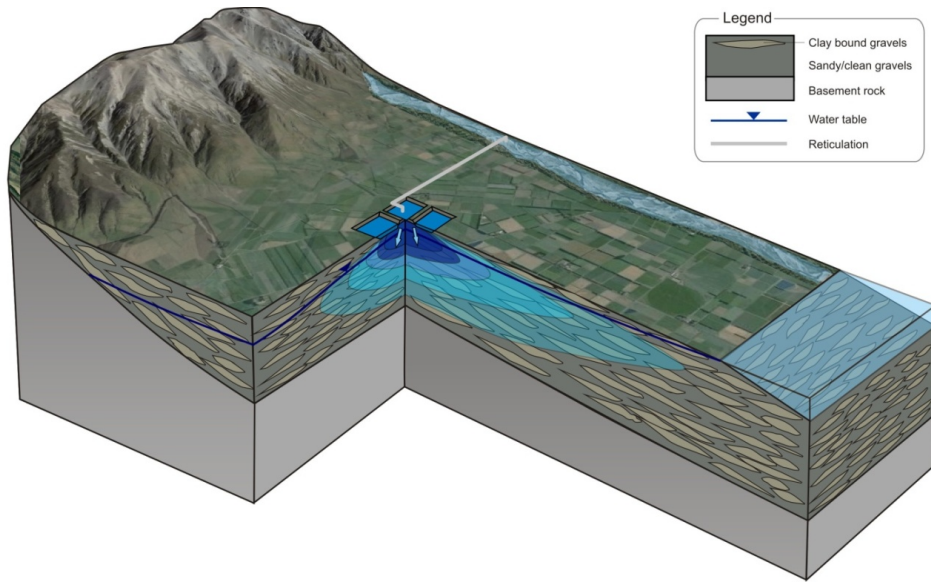 Legend
Clay bound gravels
Sandy/clean gravels
Basement rock
Water table
Reticulation